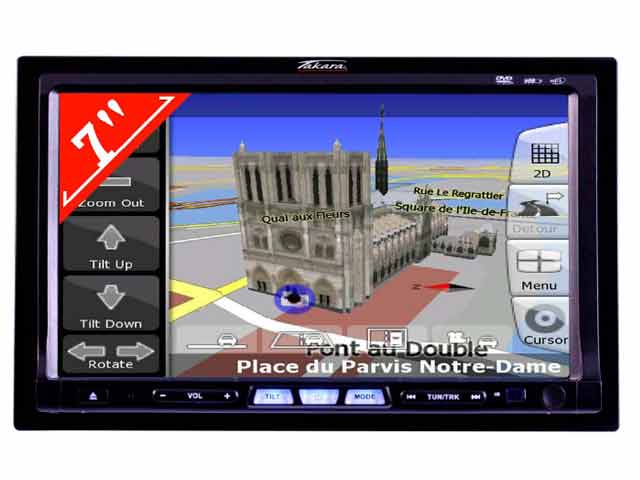 Takara
DVD
7"
Zoom Out
Tilt Up
Tilt Down
Rotate
2D
Detour
Menu
Cursor
Rue Le Regrattier
Square de l'Ile-de-Fran
Quai aux Fleurs
N
Pont au Double
Place du Parvis Notre-Dame
− VOL +
TILT
MODE
TUN/TRK